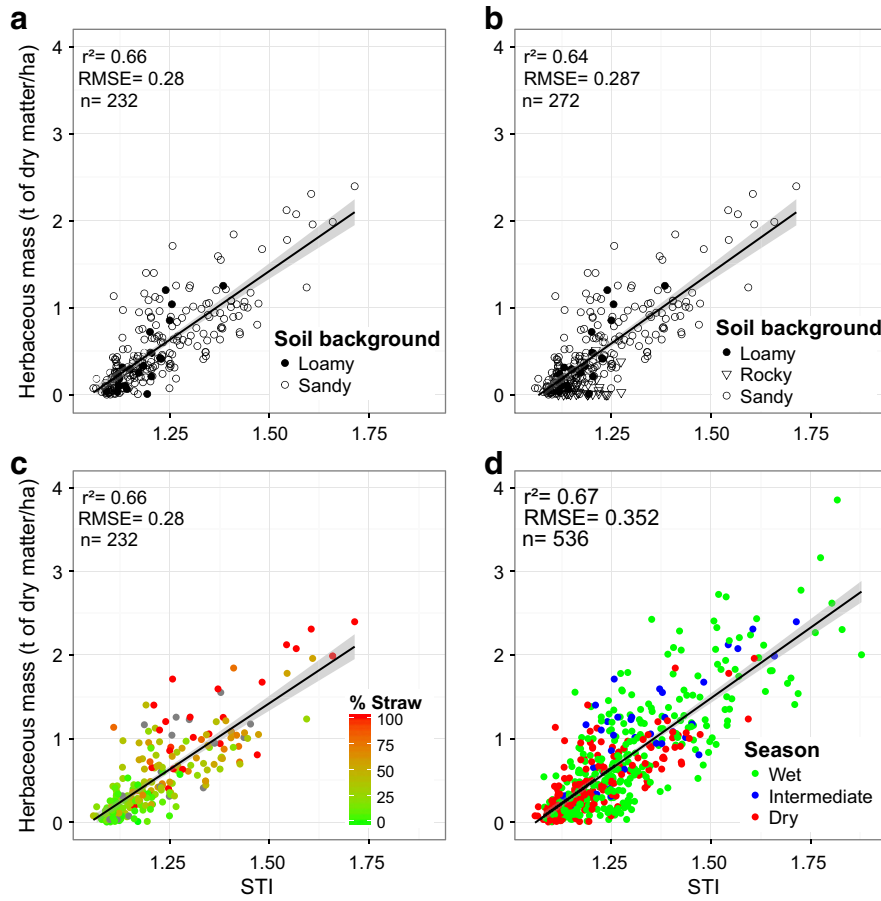 a
r²= 0.66
RMSE= 0.28
n= 232
Herbaceous mass (t of dry matter/ha)
4
3
2
1
0
Soil background
Loamy
Sandy
1.25
1.50
1.75
b
r²= 0.64
RMSE= 0.287
n= 272
4
3
2
1
0
Soil background
Loamy
Rocky
Sandy
1.25
1.50
1.75
c
r²= 0.66
RMSE= 0.28
n= 232
Herbaceous mass (t of dry matter/ha)
4
3
2
1
0
% Straw
100
75
50
25
0
1.25
1.50
1.75
STI
d
r²= 0.67
RMSE= 0.352
n= 536
4
3
2
1
0
Season
Wet
Intermediate
Dry
1.25
1.50
1.75
STI